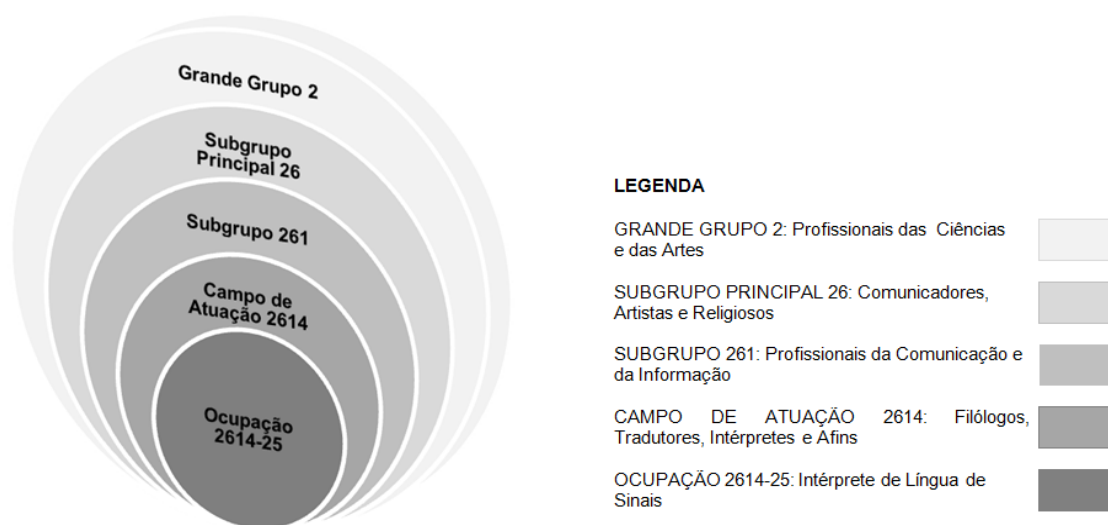 Grande Grupo 2
Subgrupo
Principal 26
Subgrupo 261
Campo de
Atuação 2614
Ocupação
2614-25
LEGENDA
GRANDE GRUPO 2: Profissionais das Ciências
e das Artes
SUBGRUPO PRINCIPAL 26: Comunicadores,
Artistas e Religiosos
SUBGRUPO 261: Profissionais da Comunicação e
da Informação
CAMPO DE ATUAÇÃO 2614: Filólogos,
Tradutores, Intérpretes e Afins
OCUPAÇÃO 2614-25: Intérprete de Língua de
Sinais